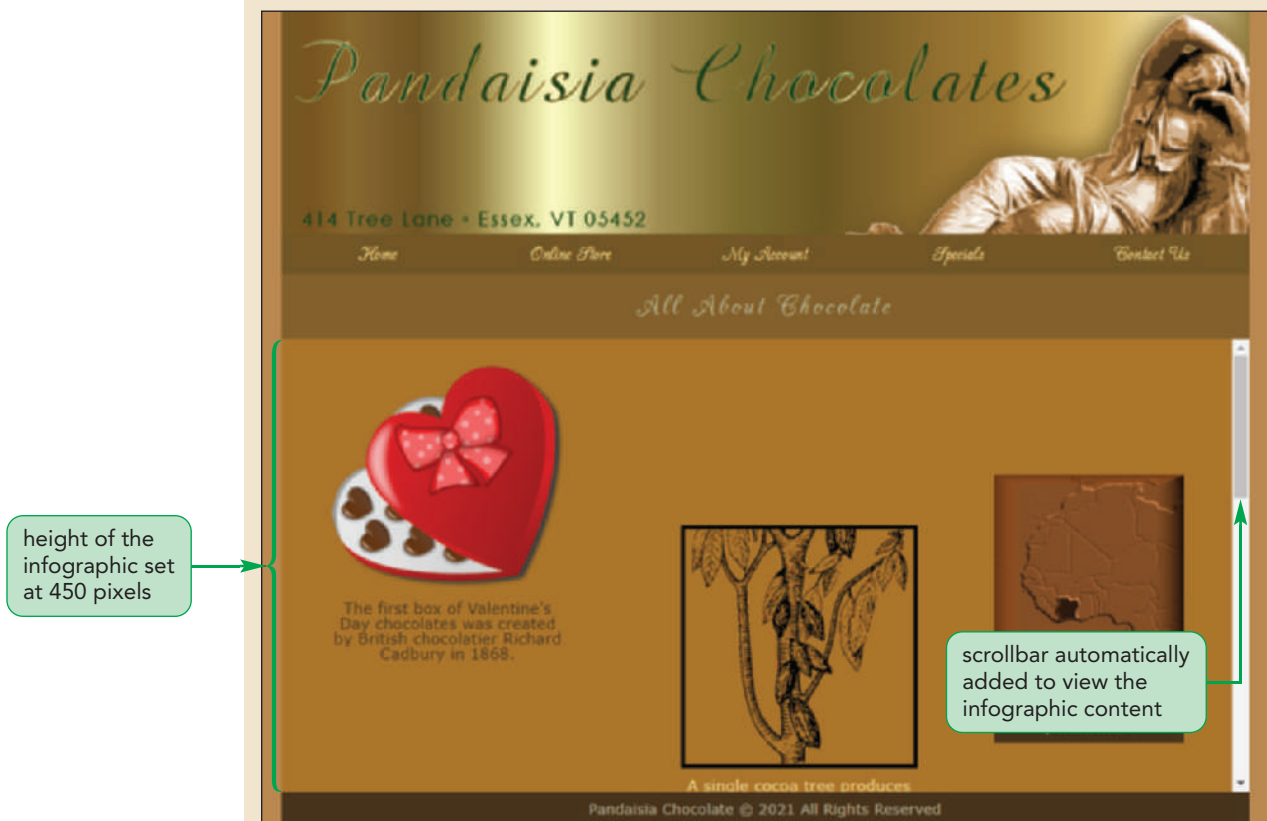 Pandaisia Chocolates
414 Tree Lane • Essex, VT 05452
Home Online Store My Account Specials Contact Us
All About Chocolate
The first box of Valentine's
Day chocolates was created
by British chocolatier Richard
Cadbury in 1868.
height of the
infographic set
at 450 pixels
scrollbar automatically
added to view the
infographic content
A single cocoa tree produces
Pandaisia Chocolate © 2021 All Rights Reserved